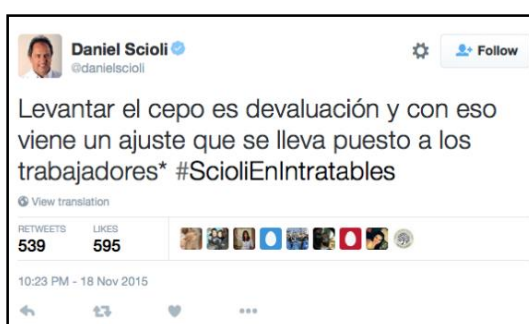 Daniel Scioli
@danielscioli
Follow
Levantar el cepo es devaluación y con eso
viene un ajuste que se lleva puesto a los
trabajadores* #ScioliEnIntratables
View translation
RETWEETS LIKES
539 595
10:23 PM - 18 Nov 2015